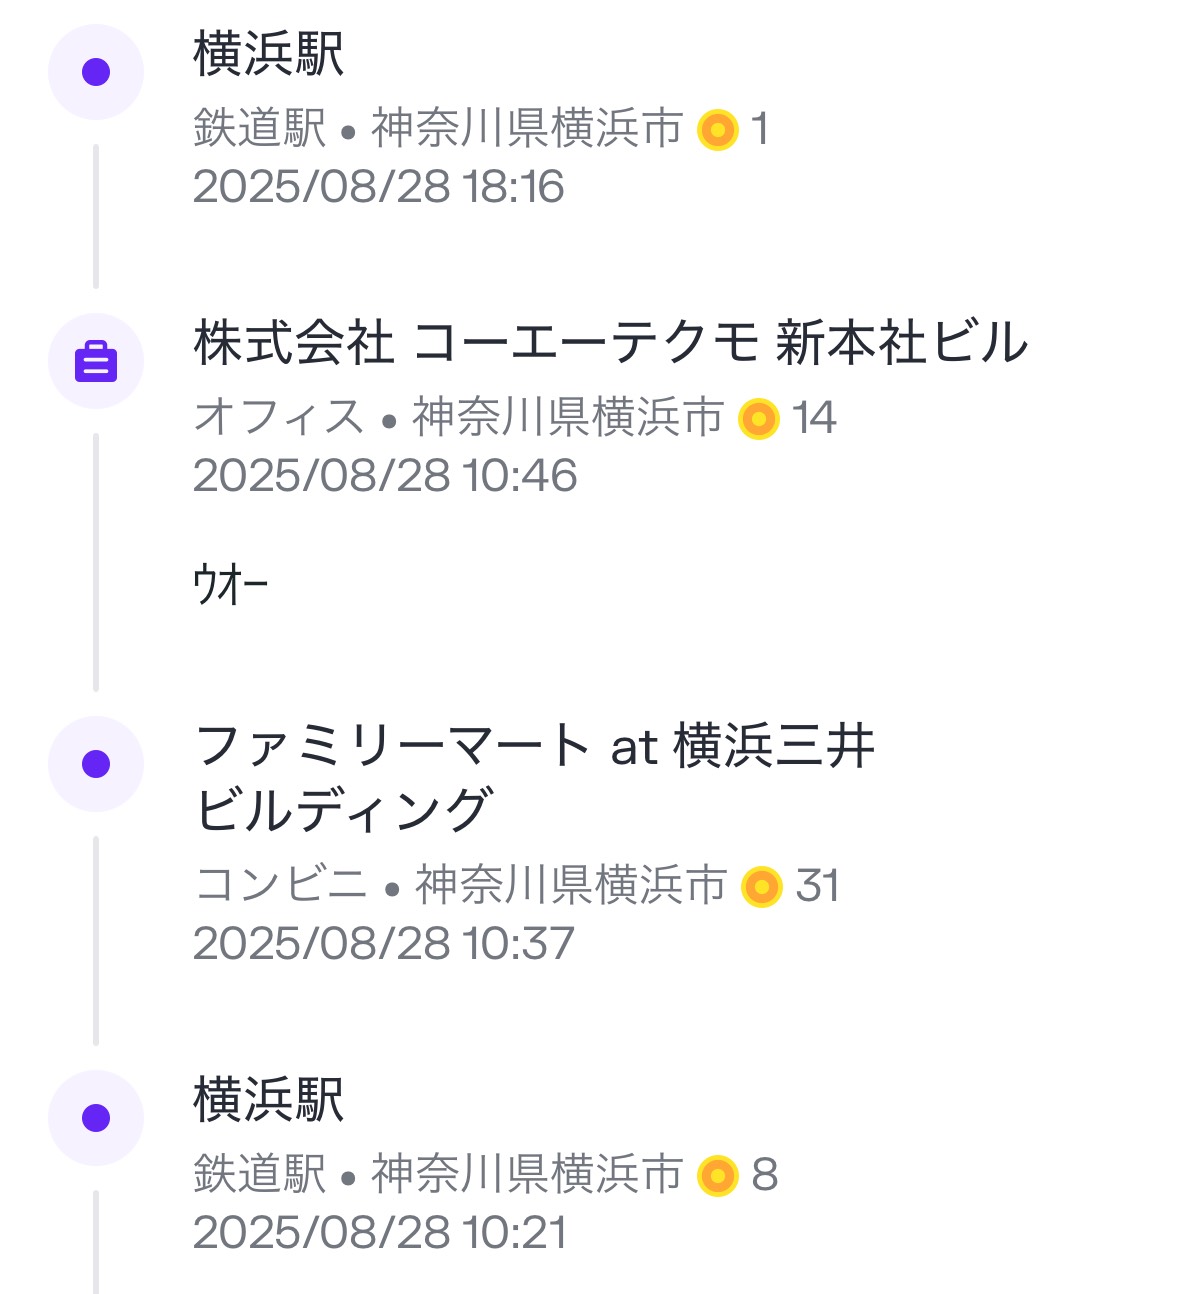 横浜駅
鉄道駅 • 神奈川県横浜市 1
2025/08/28 18:16
株式会社 コーエーテクモ 新本社ビル
オフィス • 神奈川県横浜市 14
2025/08/28 10:46
ｳｵｰ
ファミリーマート at 横浜三井
ビルディング
コンビニ • 神奈川県横浜市 31
2025/08/28 10:37
横浜駅
鉄道駅 • 神奈川県横浜市 8
2025/08/28 10:21